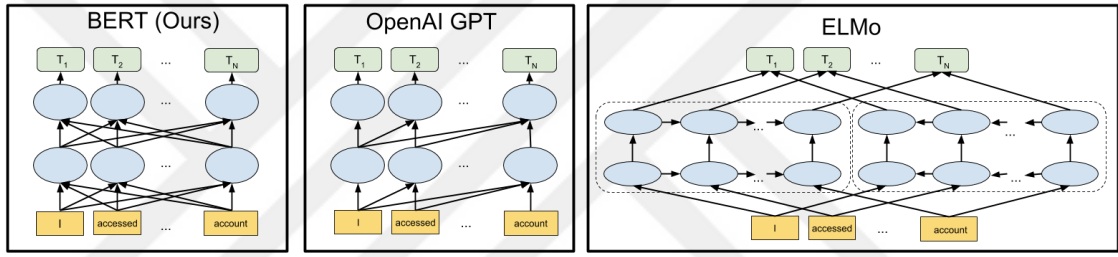 BERT (Ours)
T1 T2 ... TN
...
...
I accessed ... account
OpenAI GPT
T1 T2 ... TN
...
...
I accessed ... account
ELMo
T1 T2 ... TN
... ...
... ...
I accessed ... account